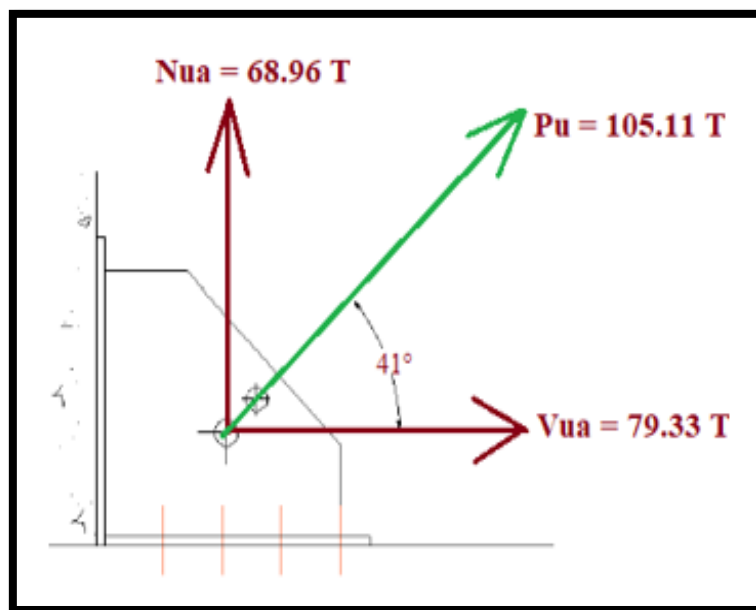 Nua = 68.96 T
Pu = 105.11 T
41°
Vua = 79.33 T